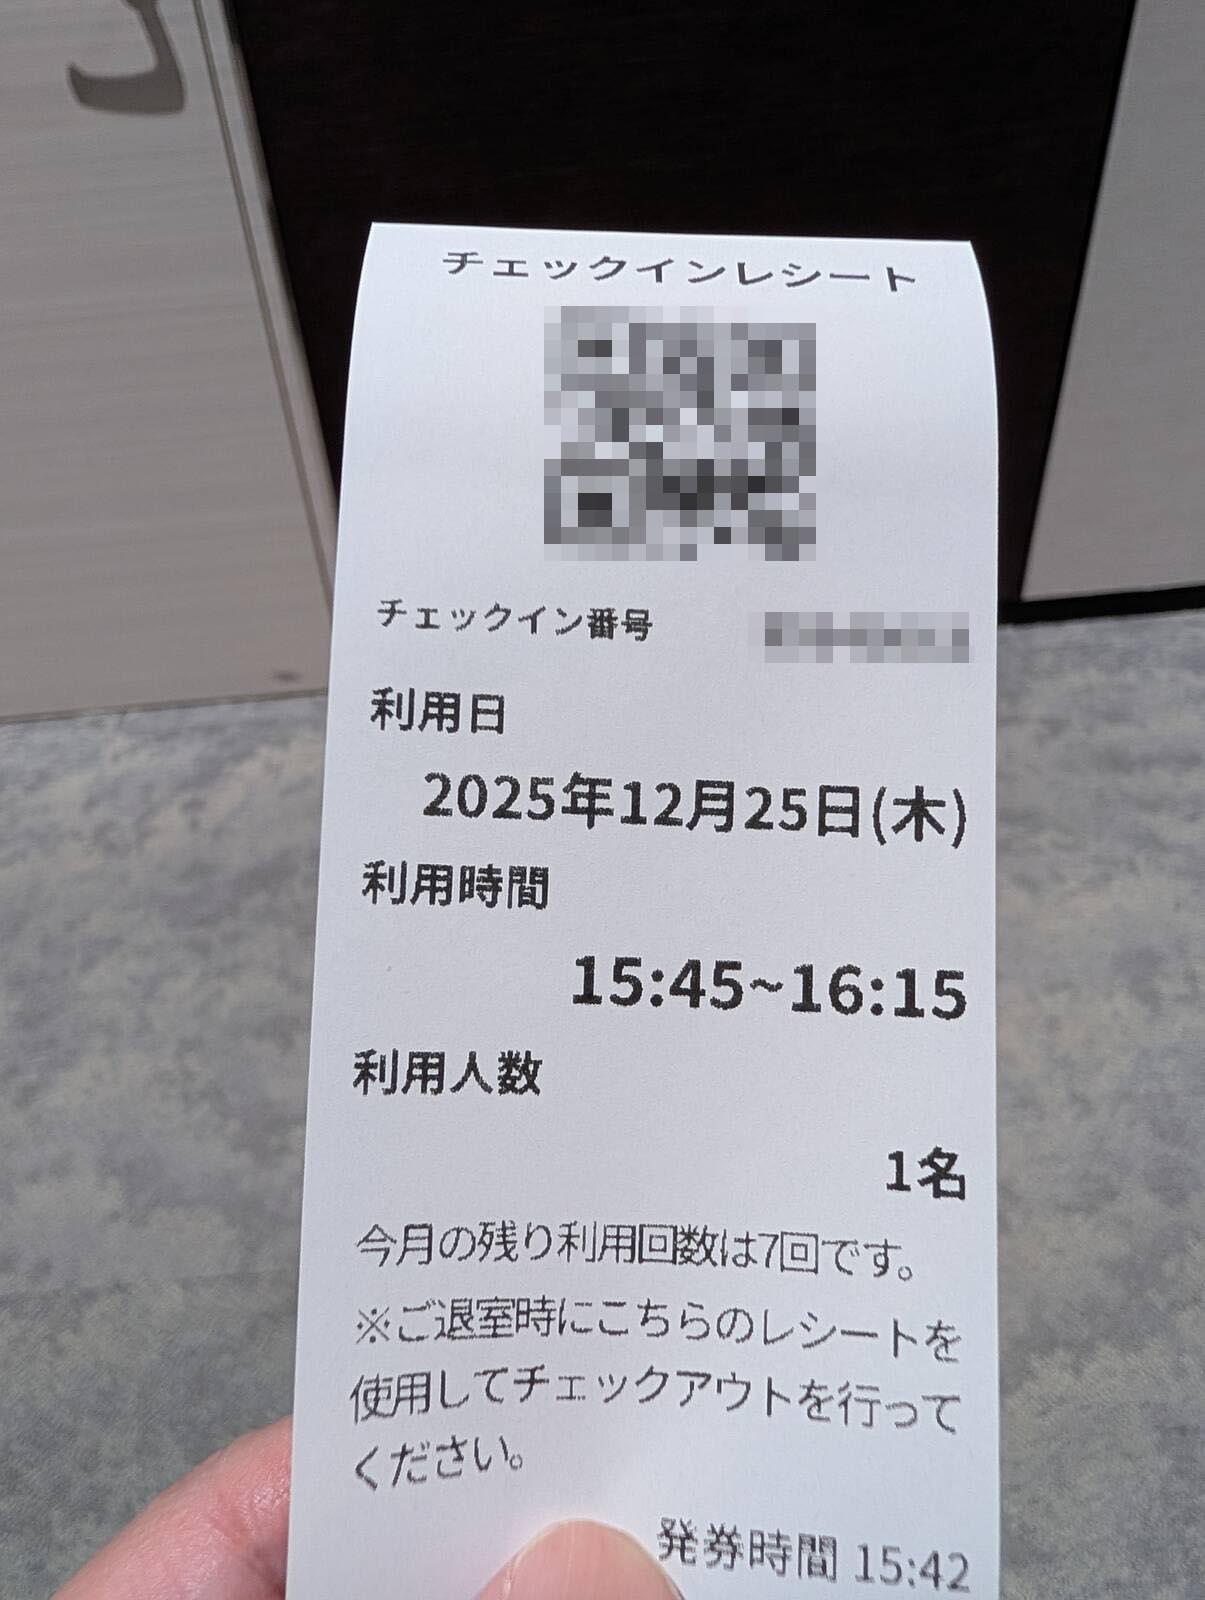 チェックインレシート
チェックイン番号
利用日
2025年12月25日(木)
利用時間
15:45~16:15
利用人数
1名
今月の残り利用回数は7回です。
※ご退室時にこちらのレシートを
使用してチェックアウトを行って
ください。
発券時間 15:42